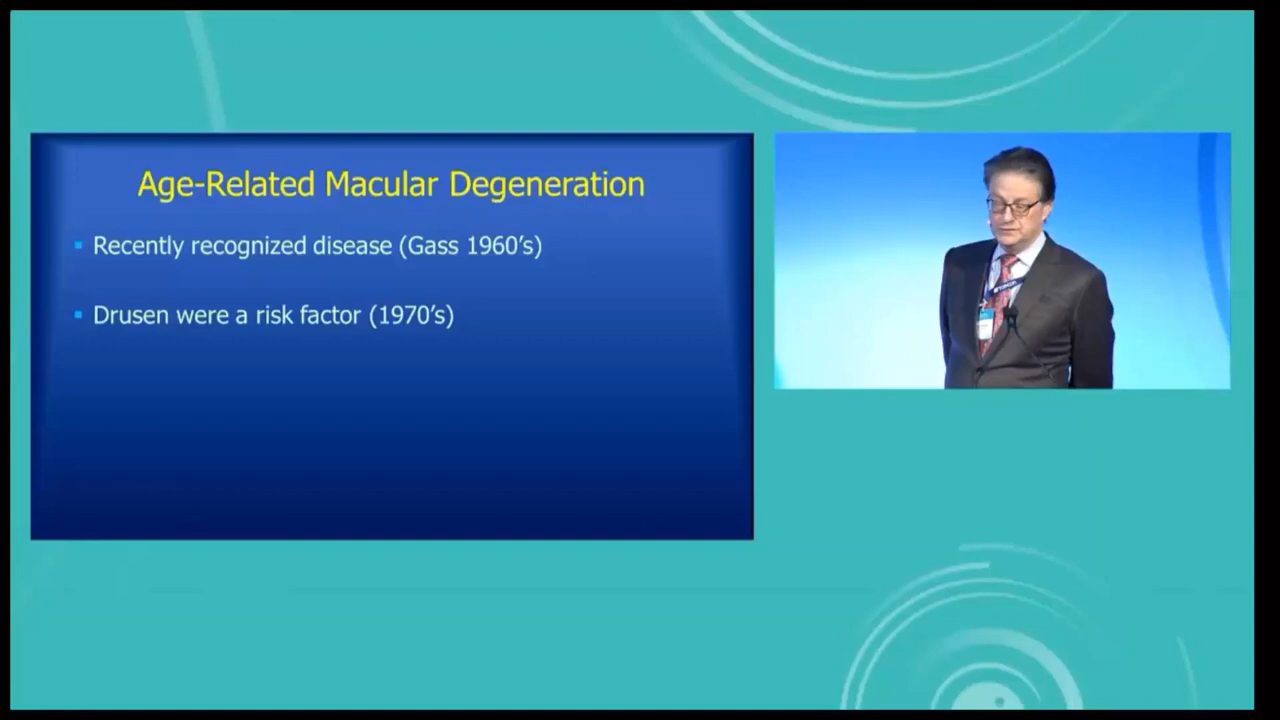 Age-Related Macular Degeneration
Recently recognized disease (Gass 1960's)
Drusen were a risk factor (1970's)